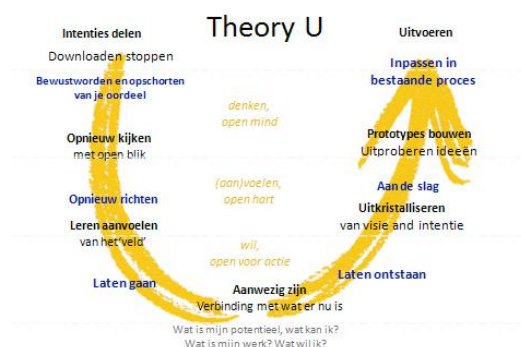 Theory U
Intenties delen
Downloaden stoppen
Bewustworden en opschorten
van je oordeel
Opnieuw kijken
met open blik
Opnieuw richten
Leren aanvoelen
van het 'veld'
Laten gaan
denken,
open mind
(aan)voelen,
open hart
wil,
open voor actie
Aanwezig zijn
Verbinding met wat er nu is
Wat is mijn potentieel, wat kan ik?
Wat is mijn werk? Wat wil ik?
Uitvoeren
Inpassen in
bestaande proces
Prototypes bouwen
Uitproberen ideeën
Aan de slag
Uitkristalliseren
van visie and intentie
Laten ontstaan